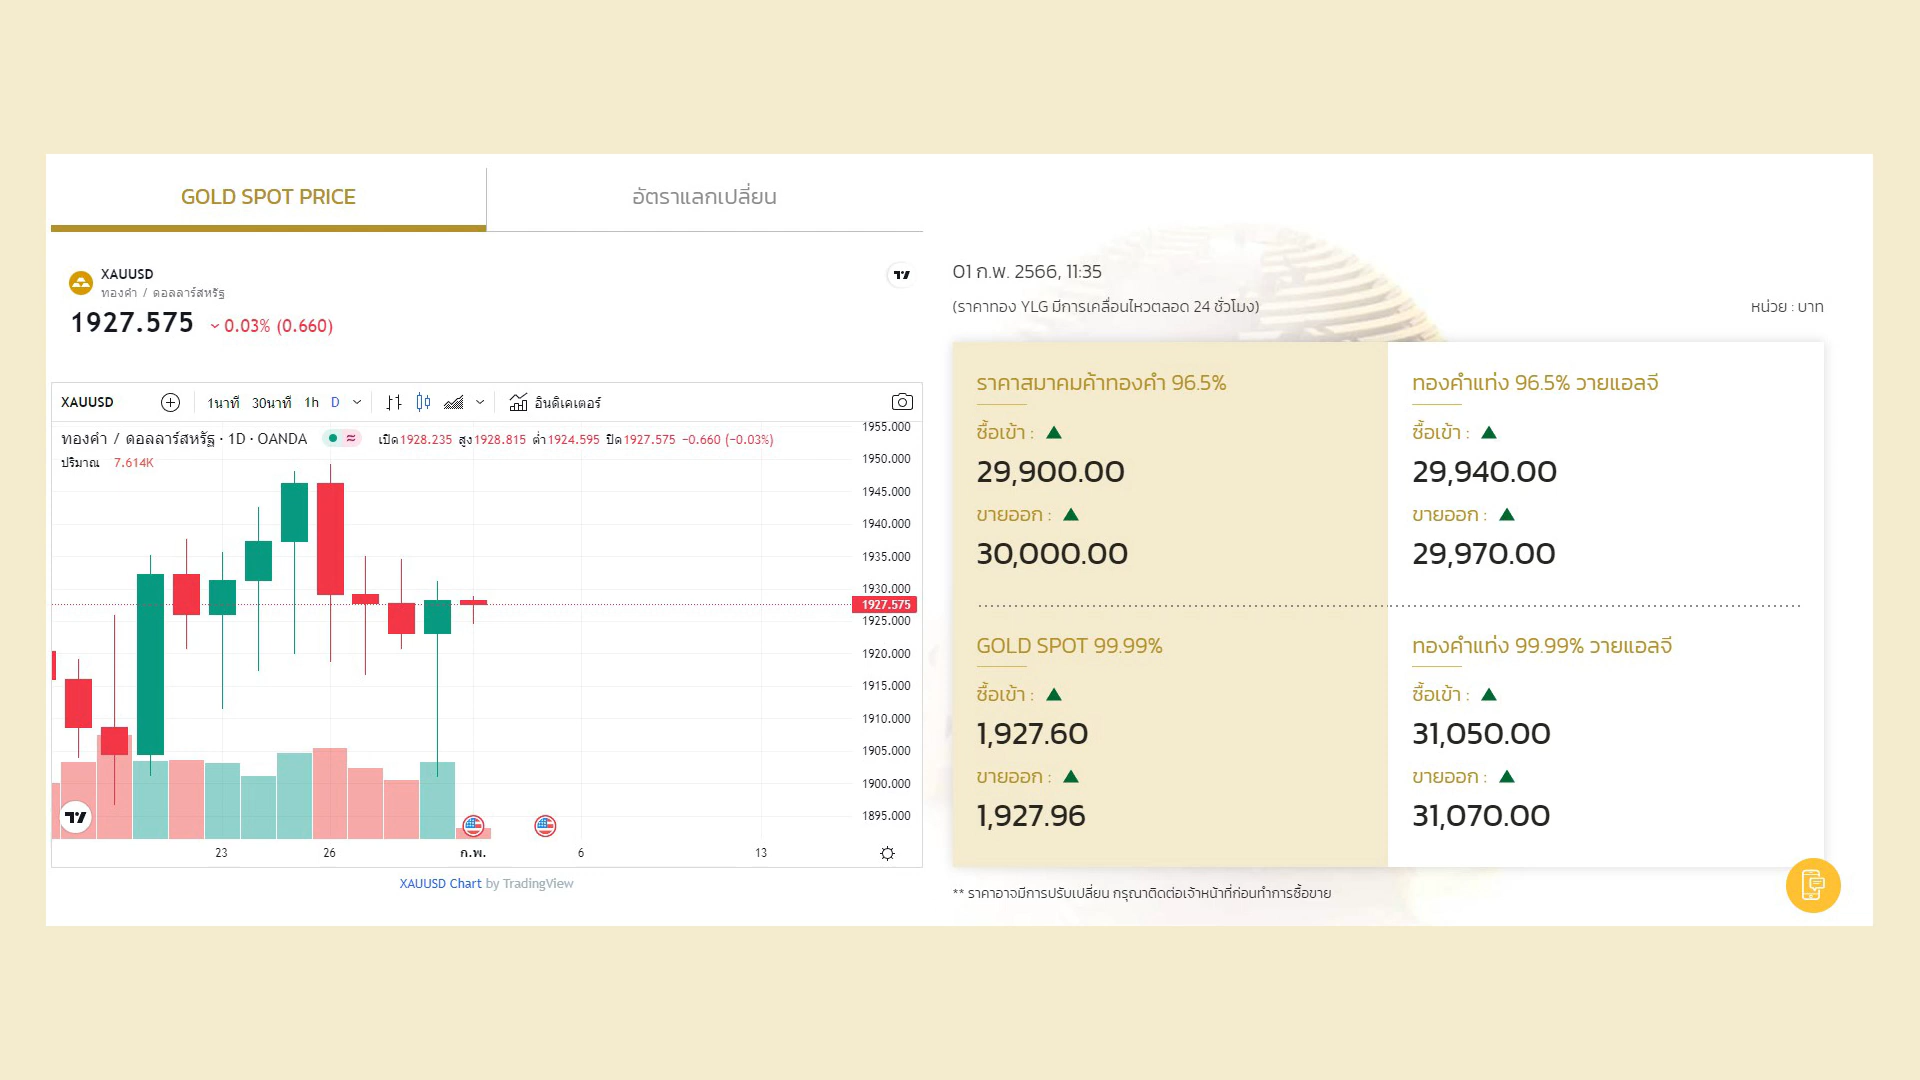 GOLD SPOT PRICE
อัตราแลกเปลี่ยน
XAUUSD
ทองคำ / ดอลลาร์สหรัฐ
1927.575 0.03% (0.660)
XAUUSD 1นาที 30นาที 1h D อินดิเคเตอร์
ทองคำ / ดอลลาร์สหรัฐ · 1D · OANDA ≈ เปิด1928.235 สูง1928.815 ต่ำ1924.595 ปิด1927.575 −0.660 (−0.03%)
ปริมาณ 7.614K
1955.000
1950.000
1945.000
1940.000
1935.000
1930.000
1927.575
1925.000
1920.000
1915.000
1910.000
1905.000
1900.000
1895.000
23 26 ก.พ. 6 13
XAUUSD Chart by TradingView
01 ก.พ. 2566, 11:35
(ราคาทอง YLG มีการเคลื่อนไหวตลอด 24 ชั่วโมง)
หน่วย : บาท
ราคาสมาคมค้าทองคำ 96.5%
ซื้อเข้า : ▲
29,900.00
ขายออก : ▲
30,000.00
ทองคำแท่ง 96.5% วายแอลจี
ซื้อเข้า : ▲
29,940.00
ขายออก : ▲
29,970.00
GOLD SPOT 99.99%
ซื้อเข้า : ▲
1,927.60
ขายออก : ▲
1,927.96
ทองคำแท่ง 99.99% วายแอลจี
ซื้อเข้า : ▲
31,050.00
ขายออก : ▲
31,070.00
** ราคาอาจมีการปรับเปลี่ยน กรุณาติดต่อเจ้าหน้าที่ก่อนทำการซื้อขาย